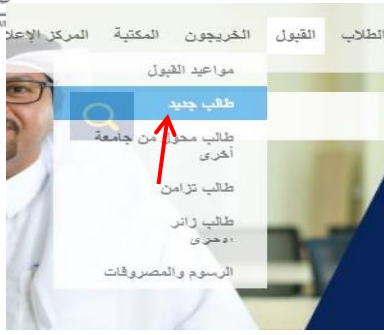 الطلاب القبول الخريجون المكتبة المركز
مواعيد القبول
طالب جديد
طالب محول من جامعة
أخرى
طالب تزامن
طالب زائر
الرسوم والمصروفات